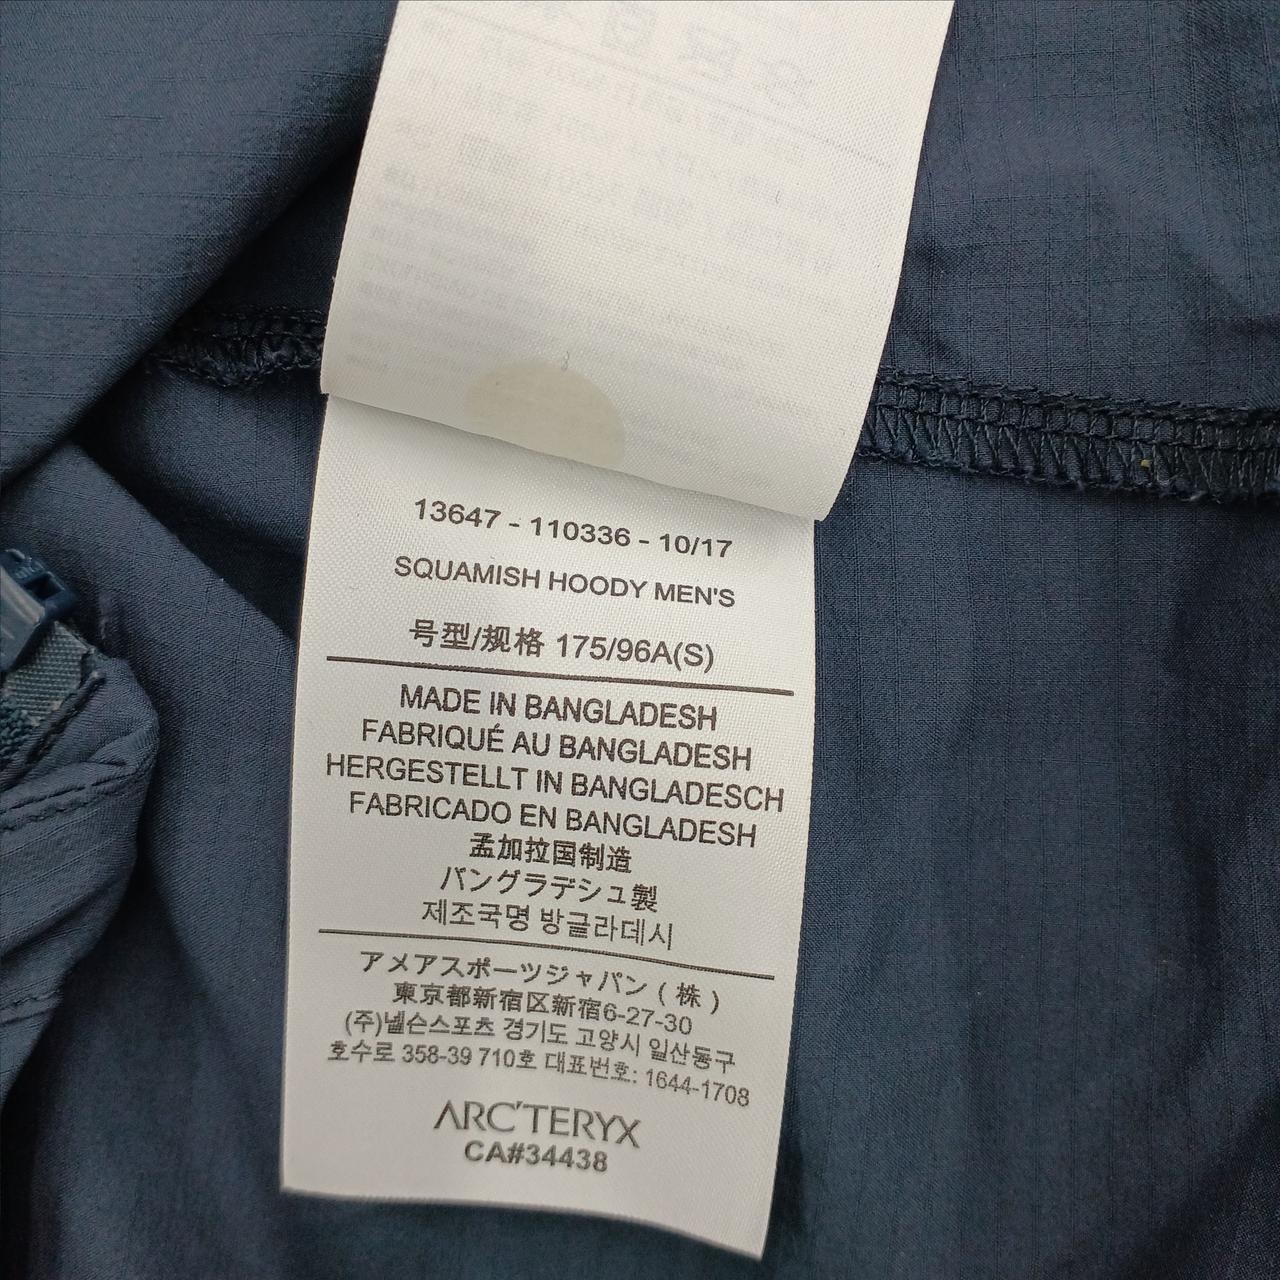 13647 - 110336 - 10/17
SQUAMISH HOODY MEN'S
号型/规格 175/96A(S)
MADE IN BANGLADESH
FABRIQUÉ AU BANGLADESH
HERGESTELLT IN BANGLADESCH
FABRICADO EN BANGLADESH
孟加拉国制造
バングラデシュ製
제조국명 방글라데시
アメアスポーツジャパン ( 株 )
東京都新宿区新宿6-27-30
(주)넬슨스포츠 경기도 고양시 일산동구
호수로 358-39 710호 대표번호: 1644-1708
ARC'TERYX
CA#34438